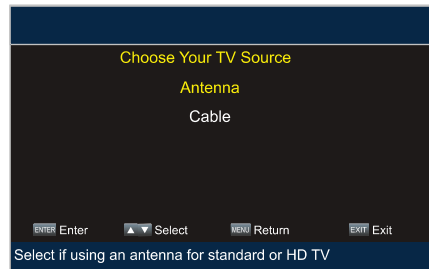 Choose Your TV Source
Antenna
Cable
ENTER Enter ▲ ▼ Select MENU Return EXIT Exit
Select if using an antenna for standard or HD TV